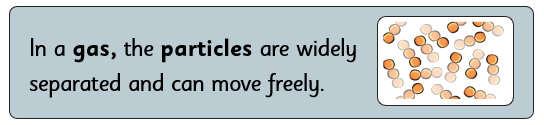 In a gas, the particles are widely
separated and can move freely.